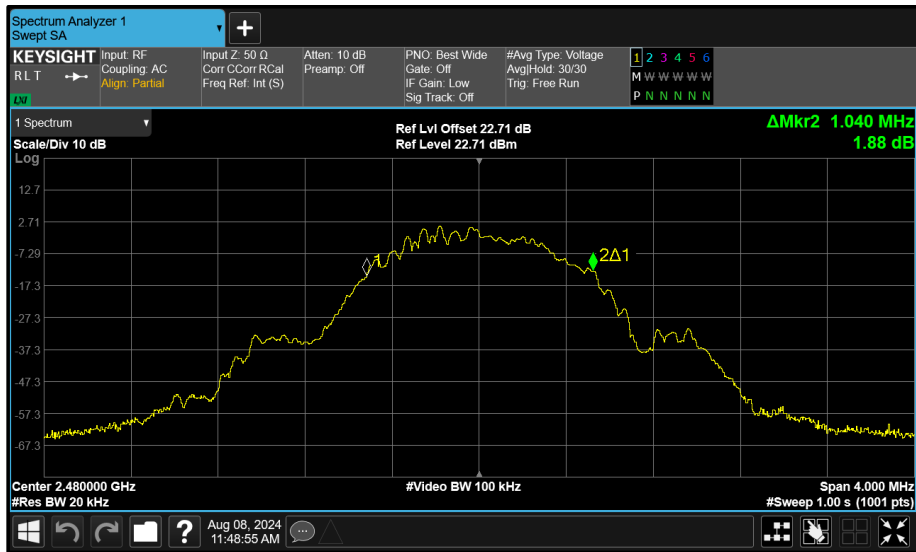 Spectrum Analyzer 1
Swept SA
+
KEYSIGHT
RLT
LXI
Input: RF
Coupling: AC
Align: Partial
Input Z: 50 Ω
Corr CCorr RCal
Freq Ref: Int (S)
Atten: 10 dB
Preamp: Off
PNO: Best Wide
Gate: Off
IF Gain: Low
Sig Track: Off
#Avg Type: Voltage
Avg|Hold: 30/30
Trig: Free Run
1 2 3 4 5 6
M W W W W W
P N N N N N
1 Spectrum
Scale/Div 10 dB
Ref Lvl Offset 22.71 dB
Ref Level 22.71 dBm
ΔMkr2 1.040 MHz
1.88 dB
Log
12.7
2.71
-7.29
-17.3
-27.3
-37.3
-47.3
-57.3
-67.3
1
2Δ1
Center 2.480000 GHz
#Res BW 20 kHz
#Video BW 100 kHz
Span 4.000 MHz
#Sweep 1.00 s (1001 pts)
?
Aug 08, 2024
11:48:55 AM